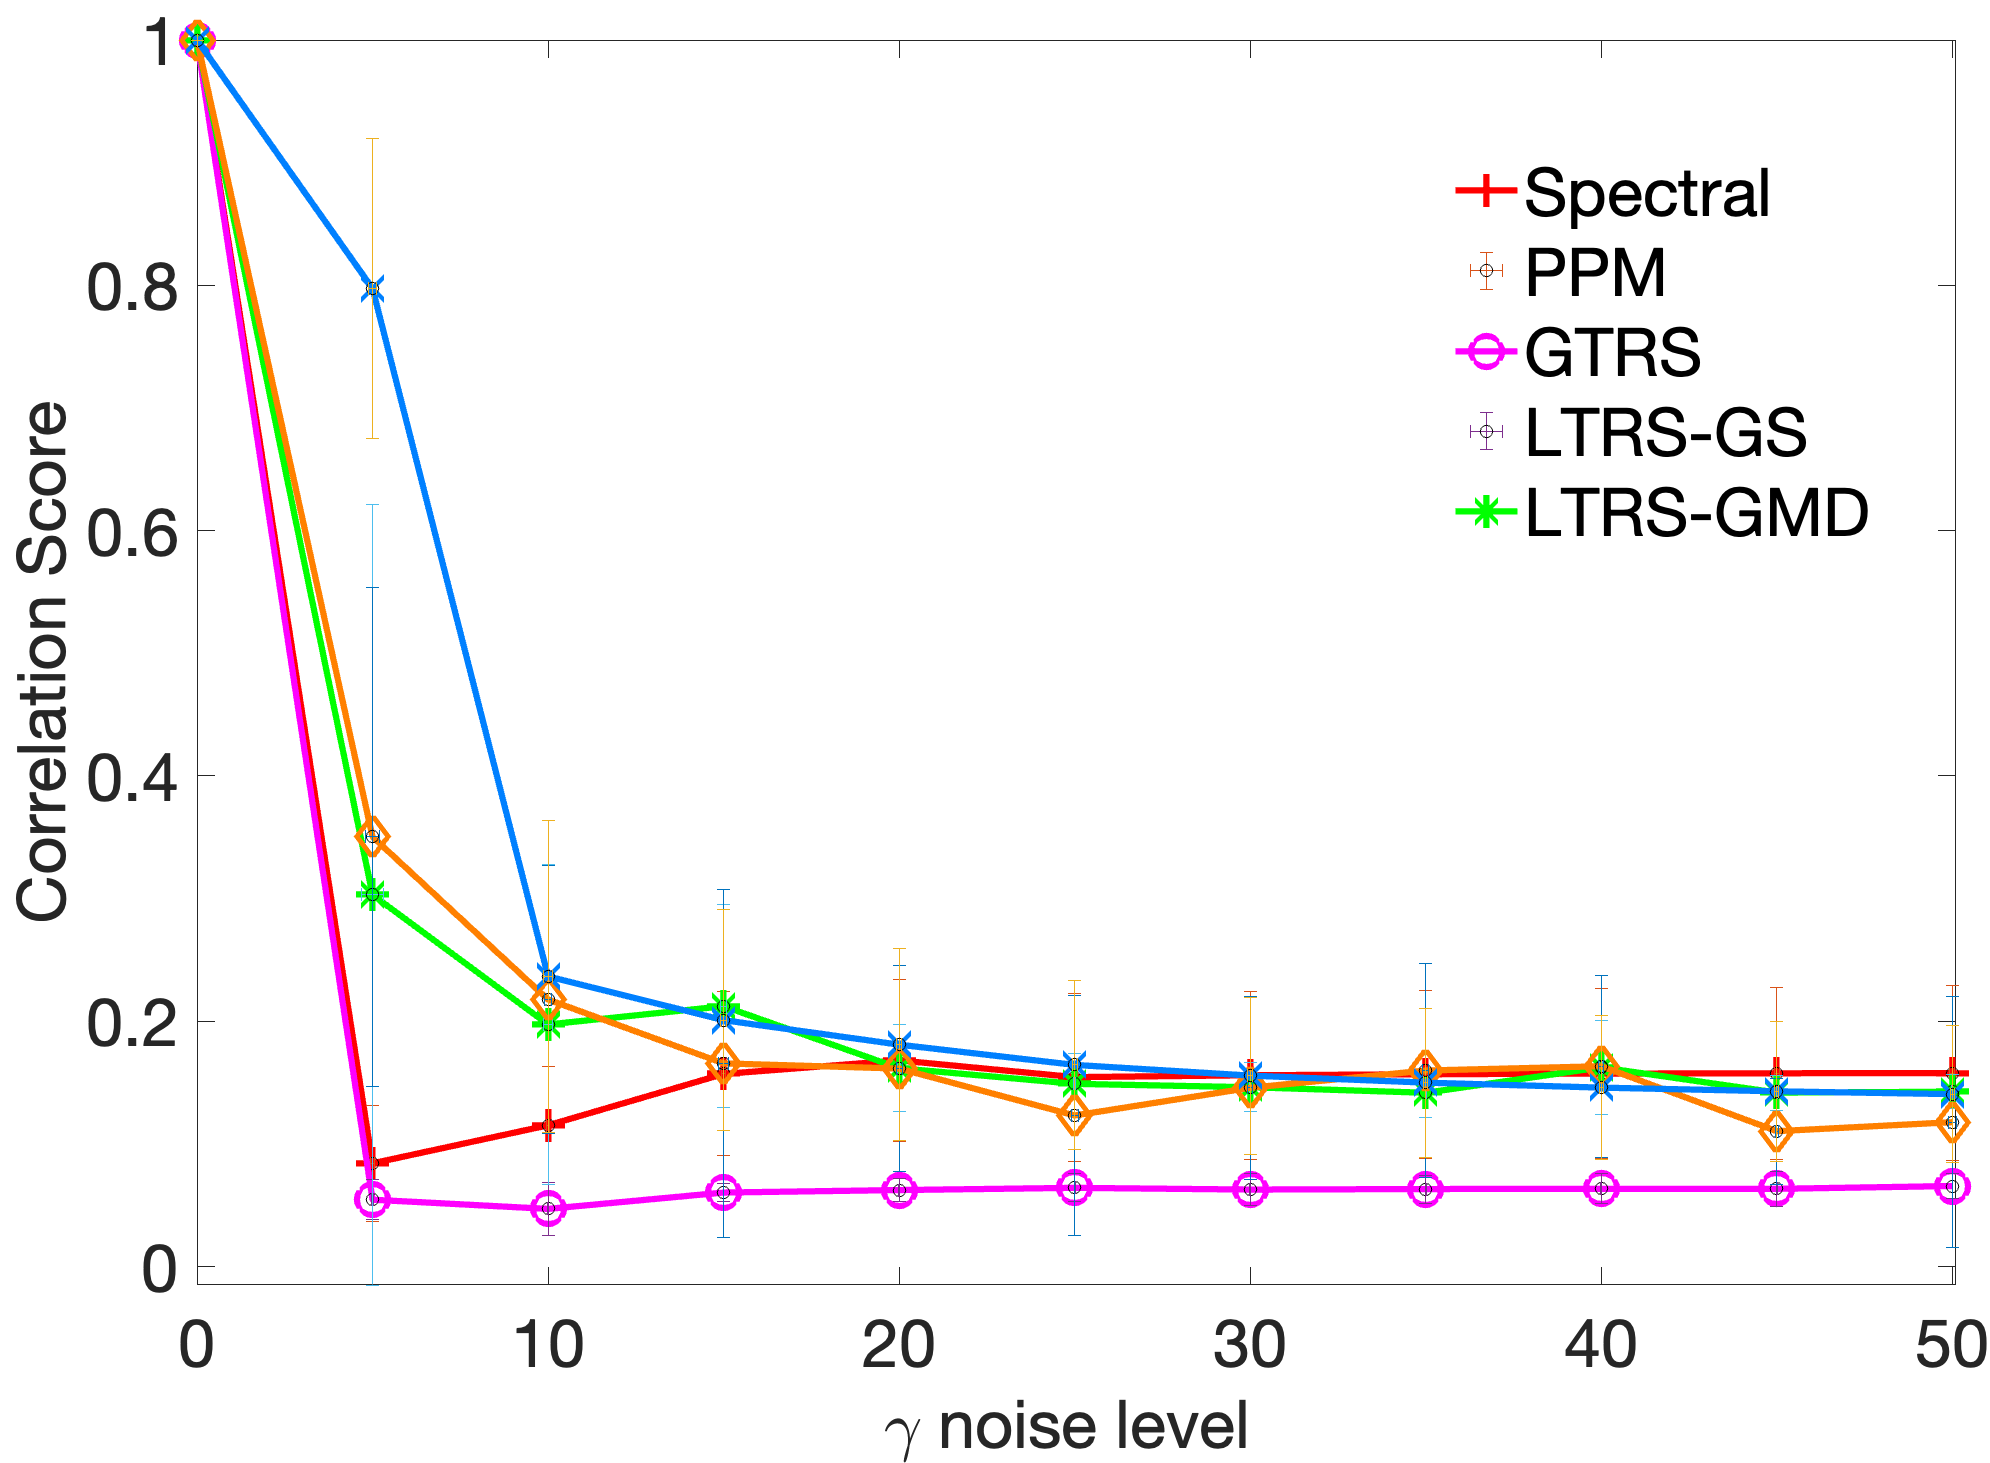 1
0.8
0.6
0.4
0.2
0
Correlation Score
Spectral
PPM
GTRS
LTRS-GS
LTRS-GMD
0 10 20 30 40 50
γ noise level